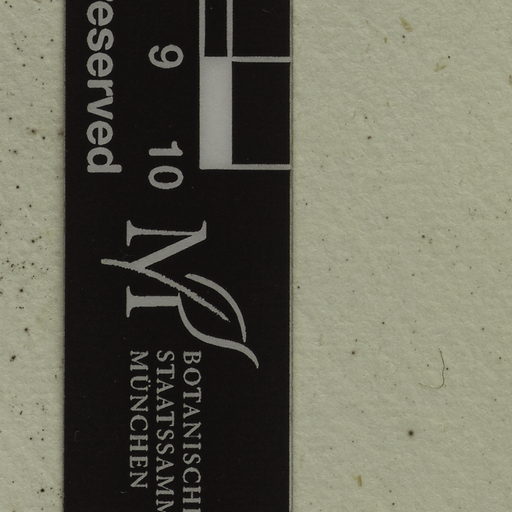 eserved
9 10
M
BOTANISCH
STAATSSAMM
MÜNCHEN